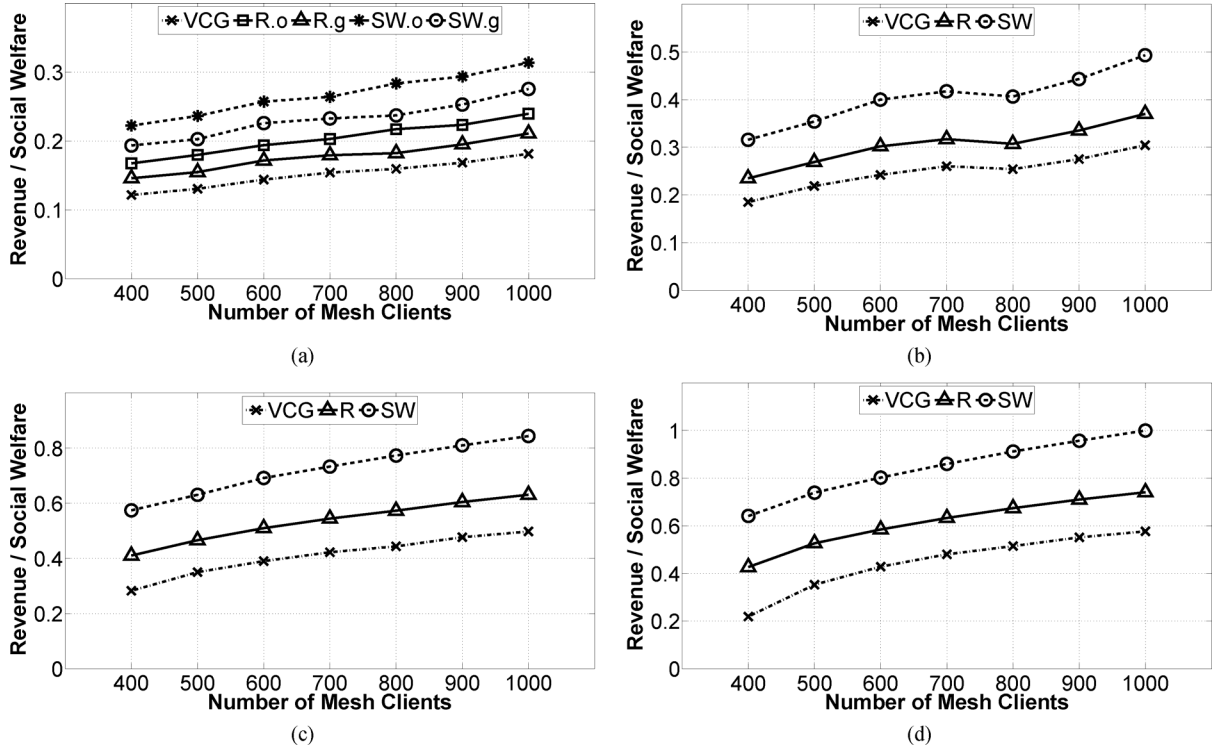 VCG R.o R.g SW.o SW.g
Revenue / Social Welfare
0.3
0.2
0.1
0
400 500 600 700 800 900 1000
Number of Mesh Clients
(a)
VCG R SW
Revenue / Social Welfare
0.5
0.4
0.3
0.2
0.1
0
400 500 600 700 800 900 1000
Number of Mesh Clients
(b)
VCG R SW
Revenue / Social Welfare
0.8
0.6
0.4
0.2
0
400 500 600 700 800 900 1000
Number of Mesh Clients
(c)
VCG R SW
Revenue / Social Welfare
1
0.8
0.6
0.4
0.2
0
400 500 600 700 800 900 1000
Number of Mesh Clients
(d)